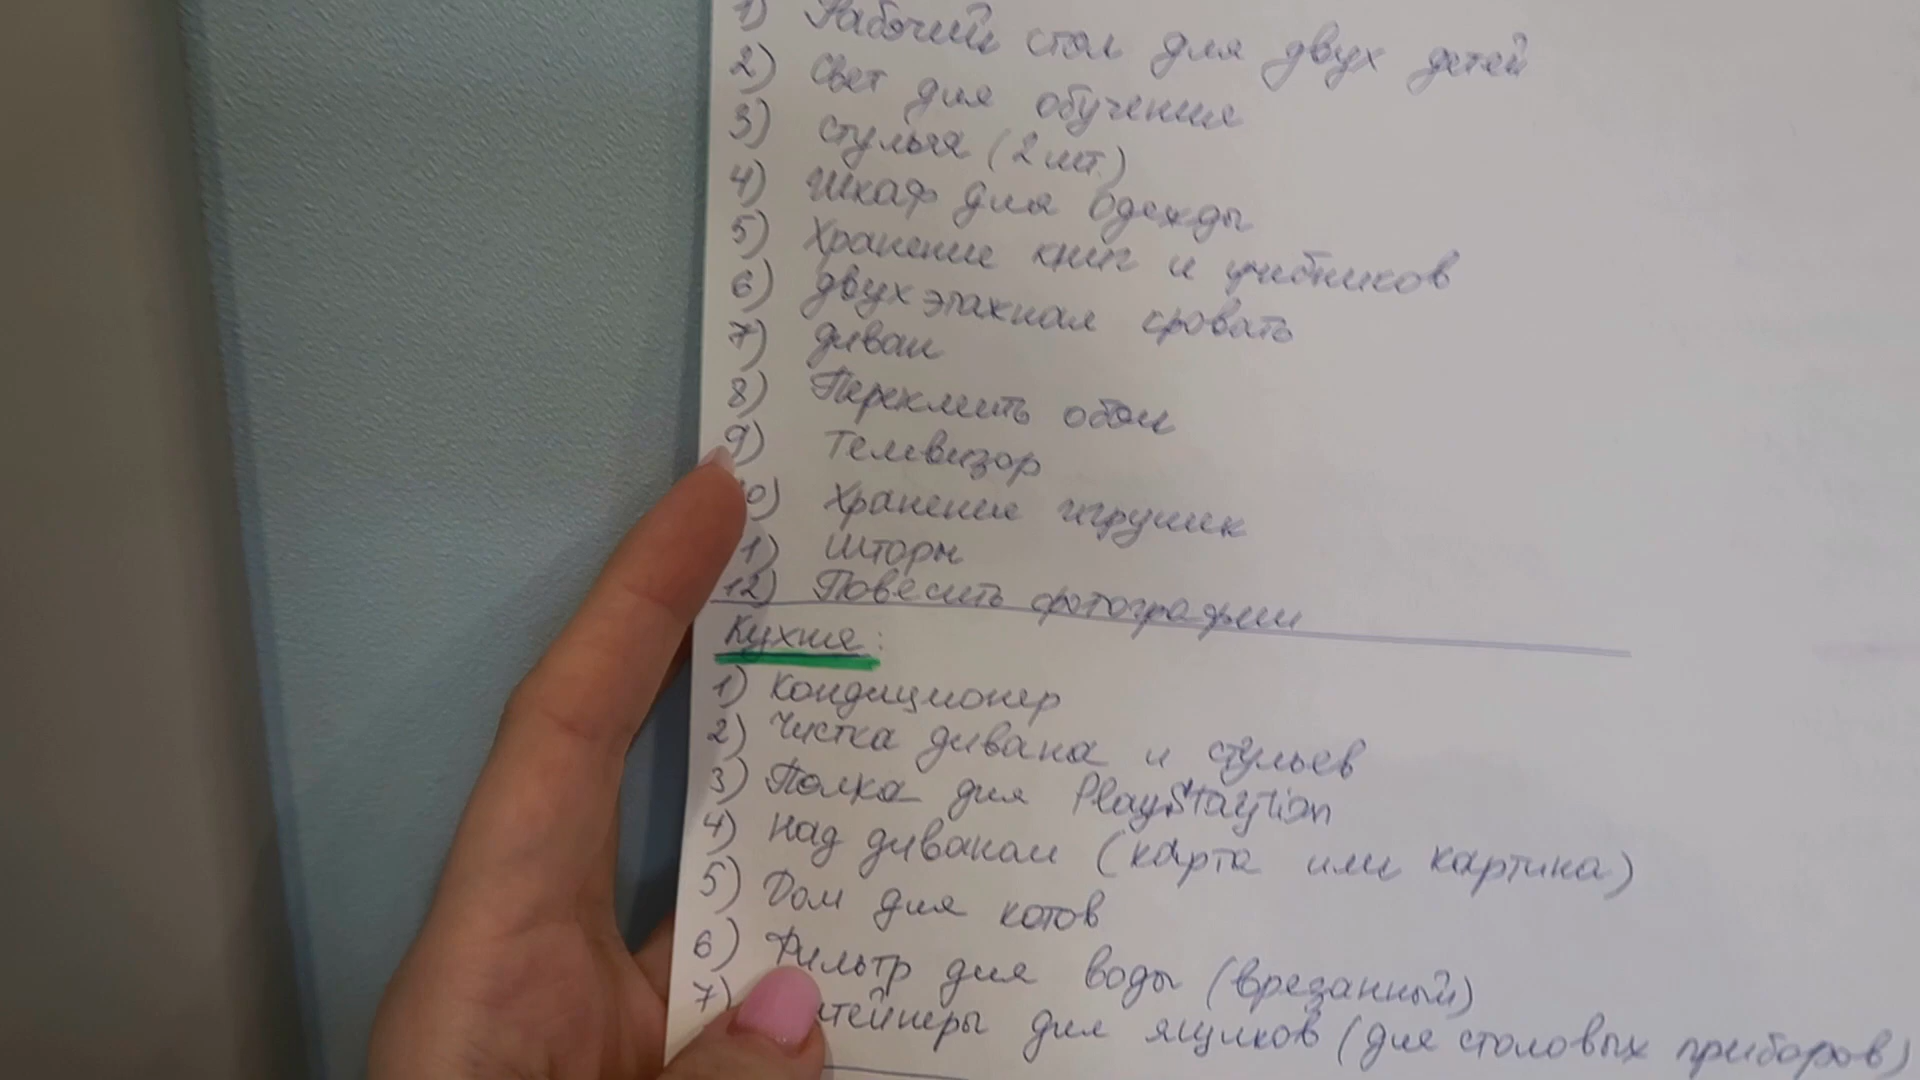 1) Рабочий стол для двух детей
2) Свет для обучения
3) стулья (2 шт.)
4) Шкаф для одежды
5) Хранение книг и учебников
6) двухэтажная кровать
7) диван
8) Переклеить обои
9) Телевизор
10) Хранение игрушек
1) Шторы
12) Повесить фотографии
Кухня:
1) Кондиционер
2) Чистка дивана и стульев
3) Полка для PlayStaytion
4) Над диваном (карта или картина)
5) Дом для котов
6) Фильтр для воды (врезанный)
7) нтейнеры для ящиков (для столовых приборов)